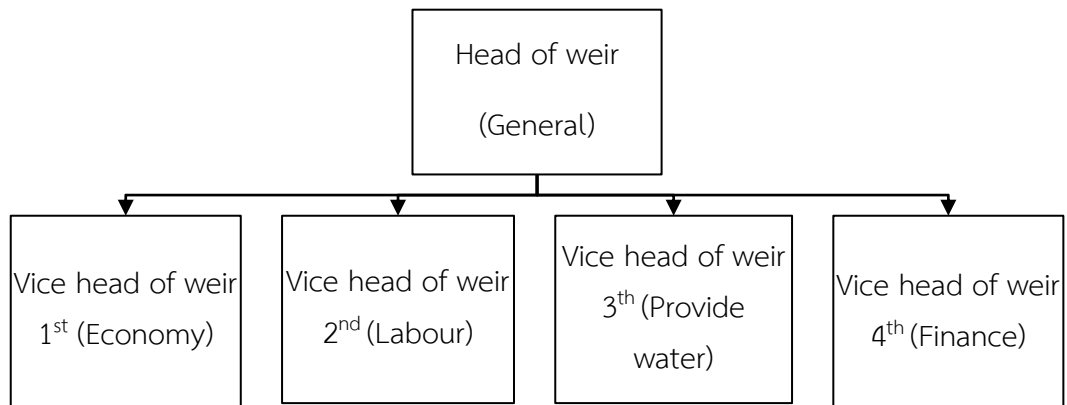 Head of weir
(General)
Vice head of weir
1st (Economy)
Vice head of weir
2nd (Labour)
Vice head of weir
3th (Provide
water)
Vice head of weir
4th (Finance)